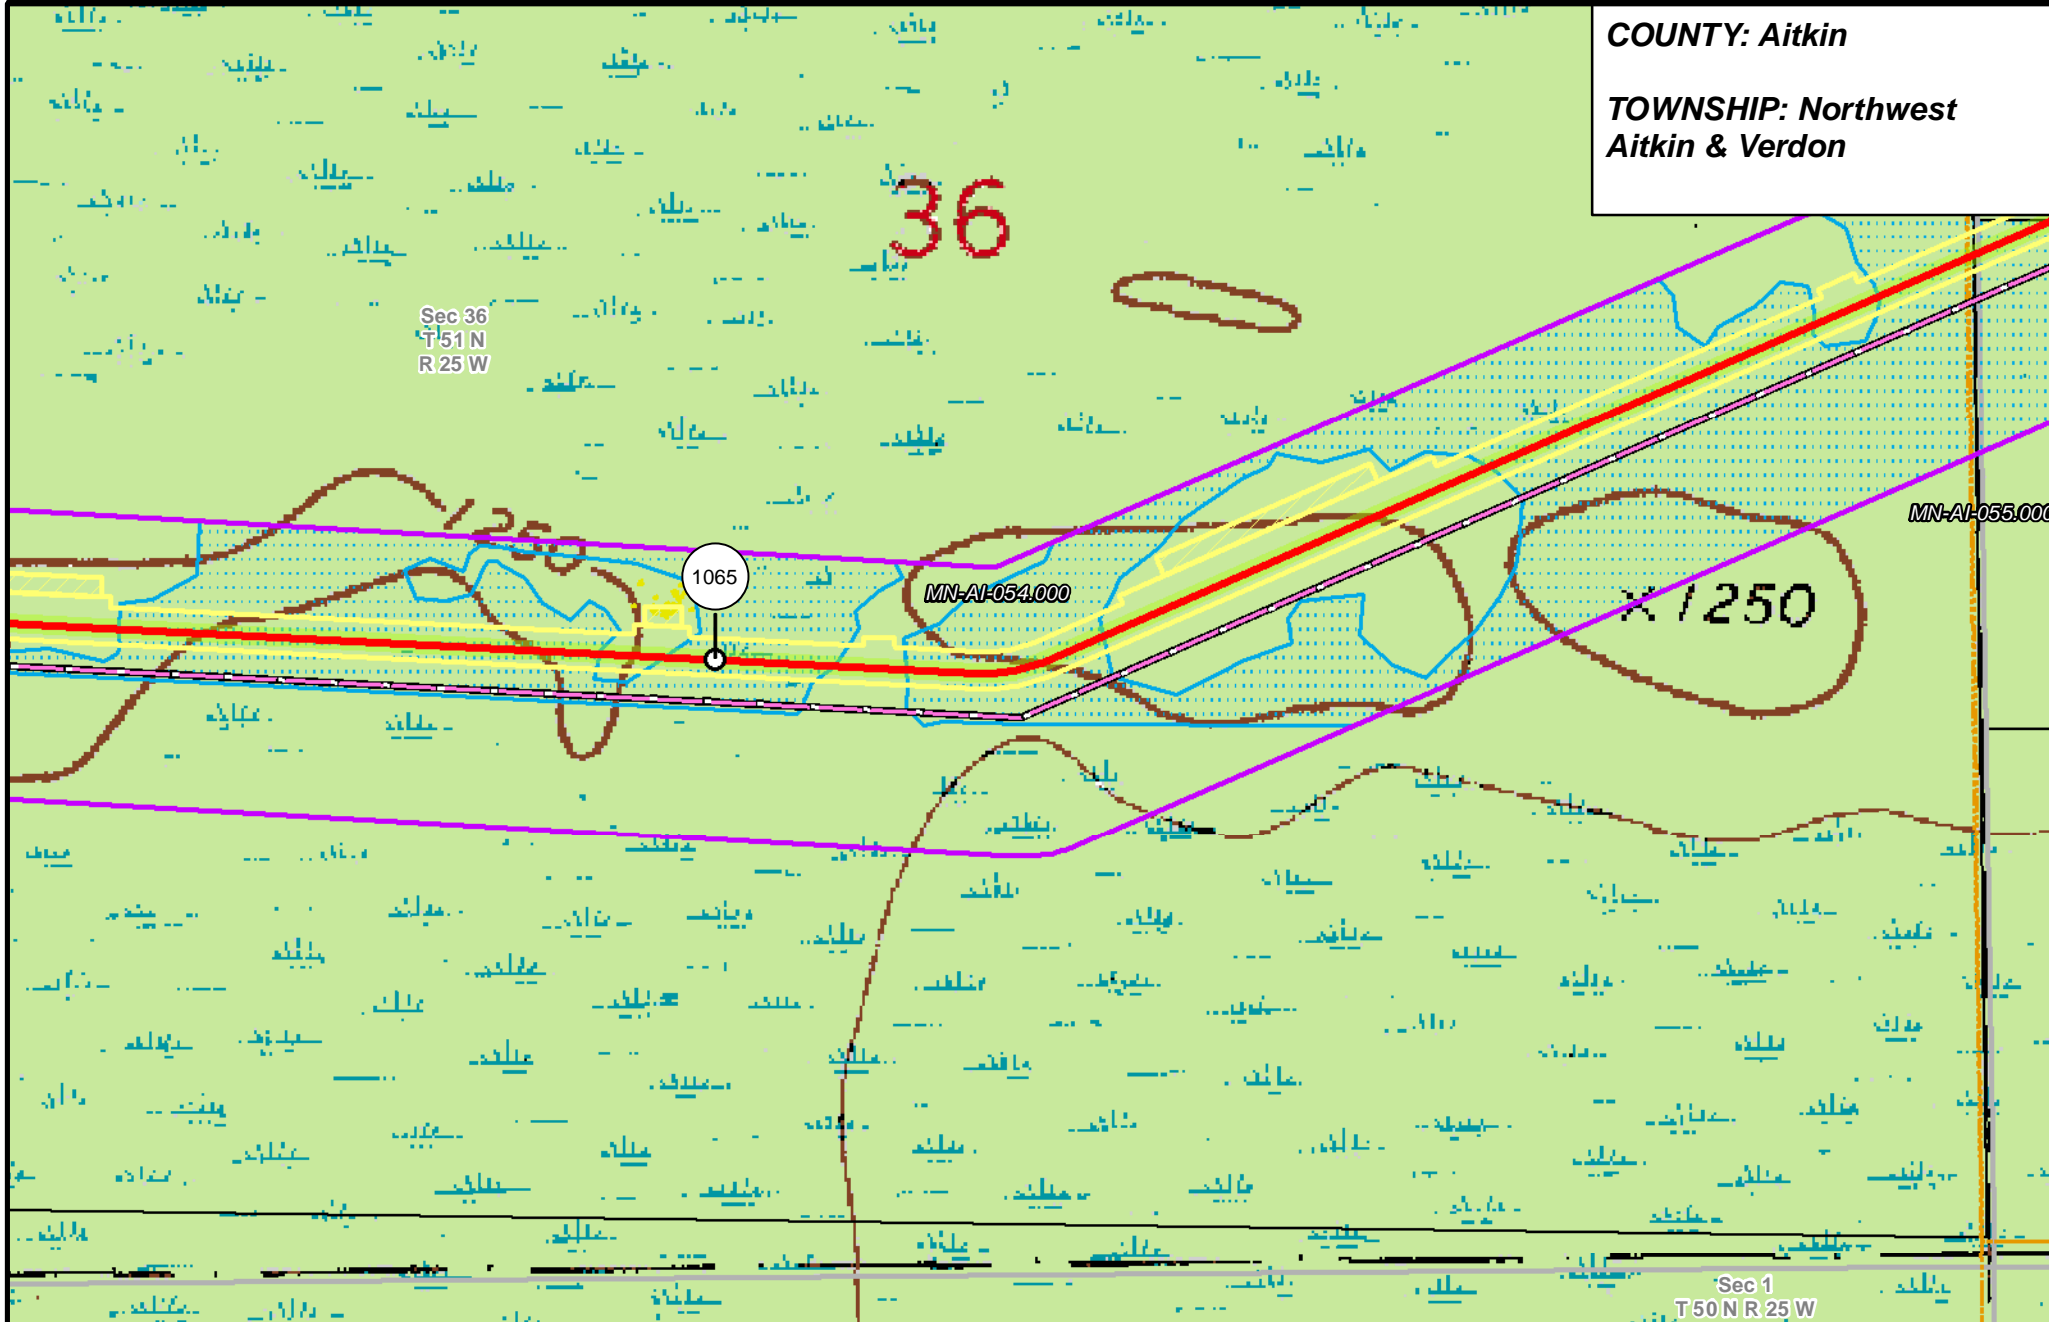 COUNTY: Aitkin
TOWNSHIP: Northwest
Aitkin & Verdon
36
Sec 36
T 51 N
R 25 W
MN-AI-055.000
1065
MN-AI-054.000
×1250
Sec 1
T 50 N R 25 W